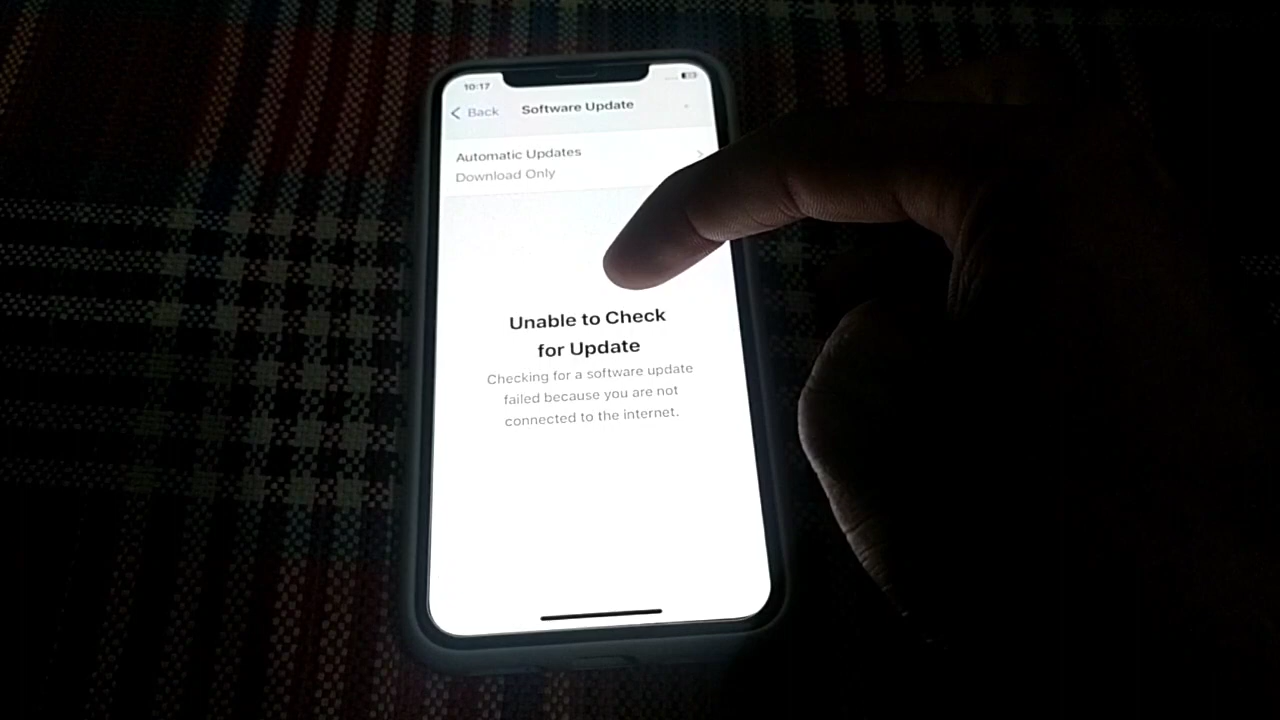 10:17
Back Software Update
Automatic Updates
Download Only
Unable to Check
for Update
Checking for a software update
failed because you are not
connected to the internet.